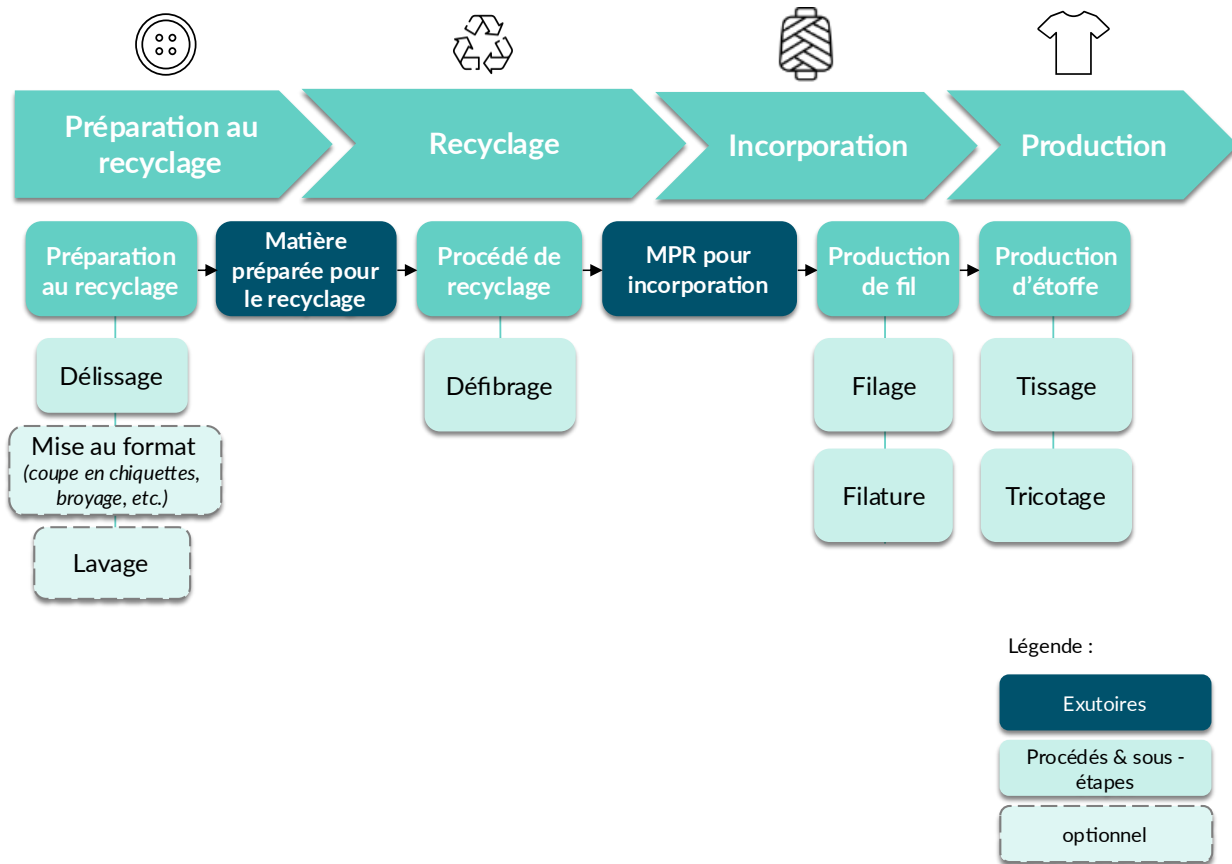 Préparation au
recyclage
Recyclage
Incorporation
Production
Préparation
au recyclage
Matière
préparée pour
le recyclage
Procédé de
recyclage
MPR pour
incorporation
Production
de fil
Production
d'étoffe
Délissage
Mise au format
(coupe en chiquettes,
broyage, etc.)
Lavage
Défibrage
Filage
Filature
Tissage
Tricotage
Légende :
Exutoires
Procédés & sous -
étapes
optionnel